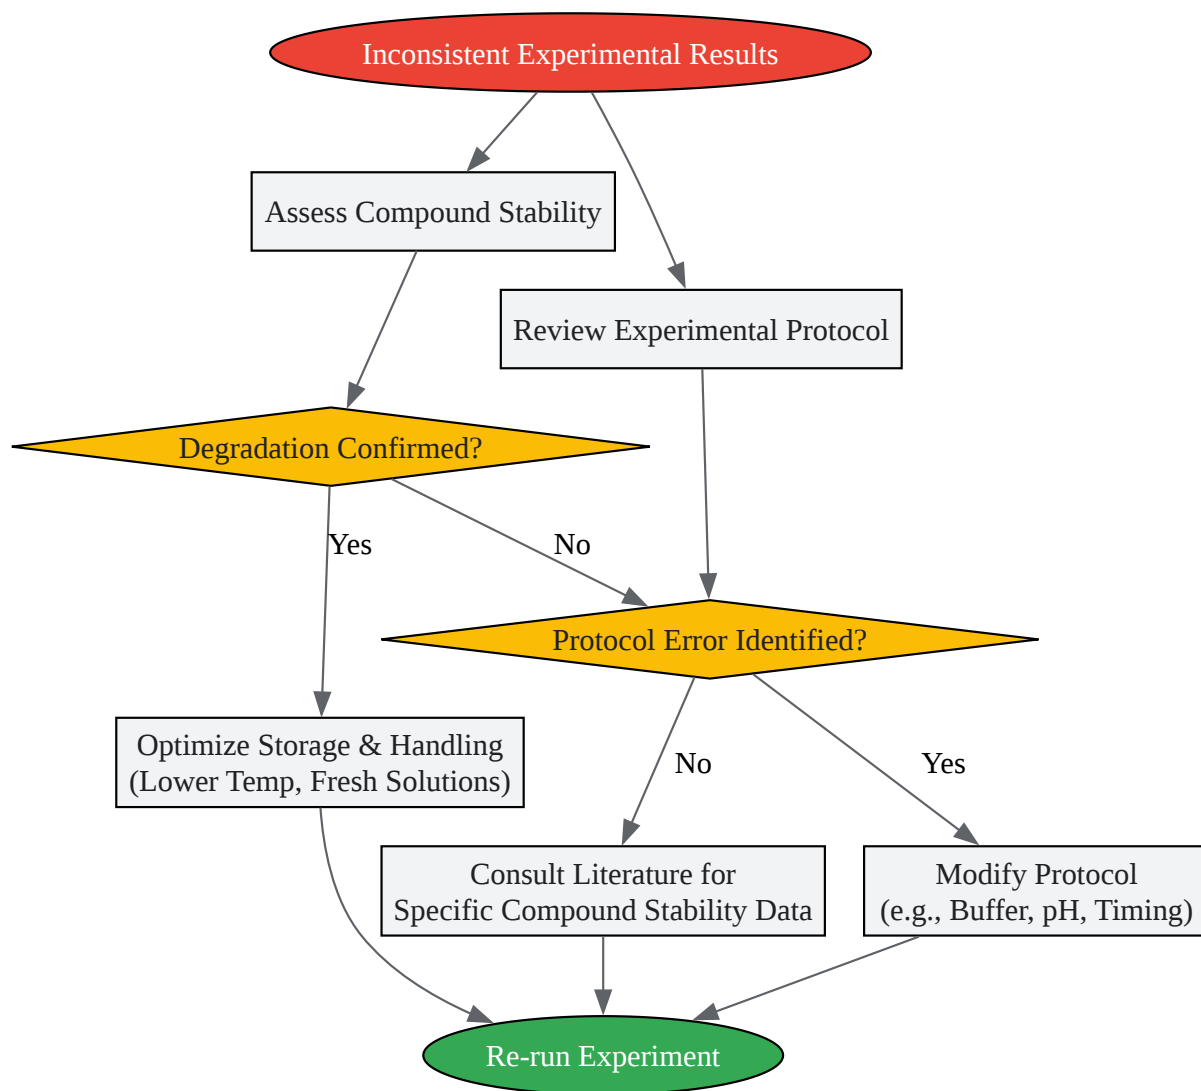 Inconsistent Experimental Results
Assess Compound Stability
Review Experimental Protocol
Degradation Confirmed?
Yes
No
Protocol Error Identified?
Optimize Storage & Handling
(Lower Temp, Fresh Solutions)
No
Yes
Consult Literature for
Specific Compound Stability Data
Modify Protocol
(e.g., Buffer, pH, Timing)
Re-run Experiment